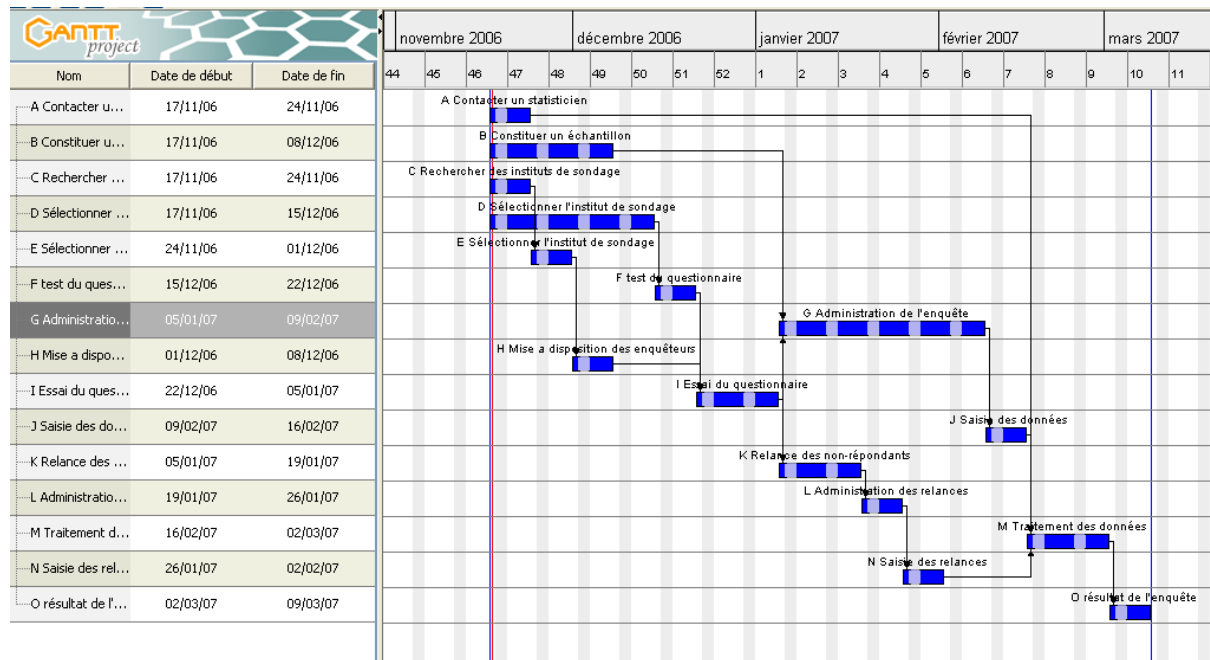 GANTT
project
novembre 2006 décembre 2006 janvier 2007 février 2007 mars 2007
Nom Date de début Date de fin
44 45 46 47 48 49 50 51 52 1 2 3 4 5 6 7 8 9 10 11
A Contacter u... 17/11/06 24/11/06 A Contacter un statisticien
B Constituer u... 17/11/06 08/12/06 B Constituer un échantillon
C Rechercher ... 17/11/06 24/11/06 C Rechercher des instituts de sondage
D Sélectionner ... 17/11/06 15/12/06 D Sélectionner l'institut de sondage
E Sélectionner ... 24/11/06 01/12/06 E Sélectionner l'institut de sondage
F test du ques... 15/12/06 22/12/06 F test du questionnaire
G Administratio... 05/01/07 09/02/07 G Administration de l'enquête
H Mise a dispo... 01/12/06 08/12/06 H Mise a disposition des enquêteurs
I Essai du ques... 22/12/06 05/01/07 I Essai du questionnaire
J Saisie des do... 09/02/07 16/02/07 J Saisie des données
K Relance des ... 05/01/07 19/01/07 K Relance des non-répondants
L Administratio... 19/01/07 26/01/07 L Administration des relances
M Traitement d... 16/02/07 02/03/07 M Traitement des données
N Saisie des rel... 26/01/07 02/02/07 N Saisie des relances
O résultat de l'... 02/03/07 09/03/07 O résultat de l'enquête